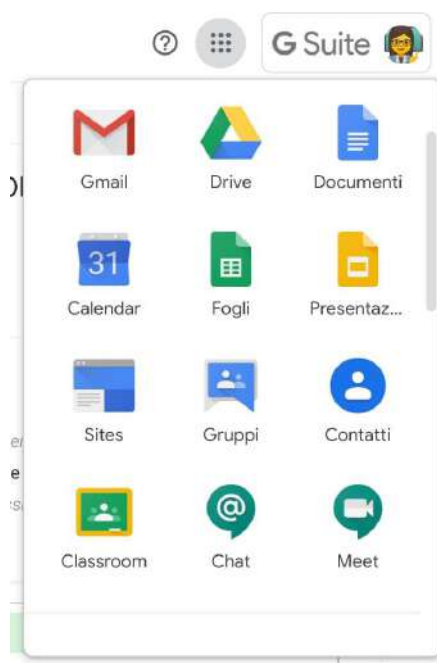 G Suite
Gmail Drive Documenti
31
Calendar Fogli Presentaz...
Sites Gruppi Contatti
@
Classroom Chat Meet